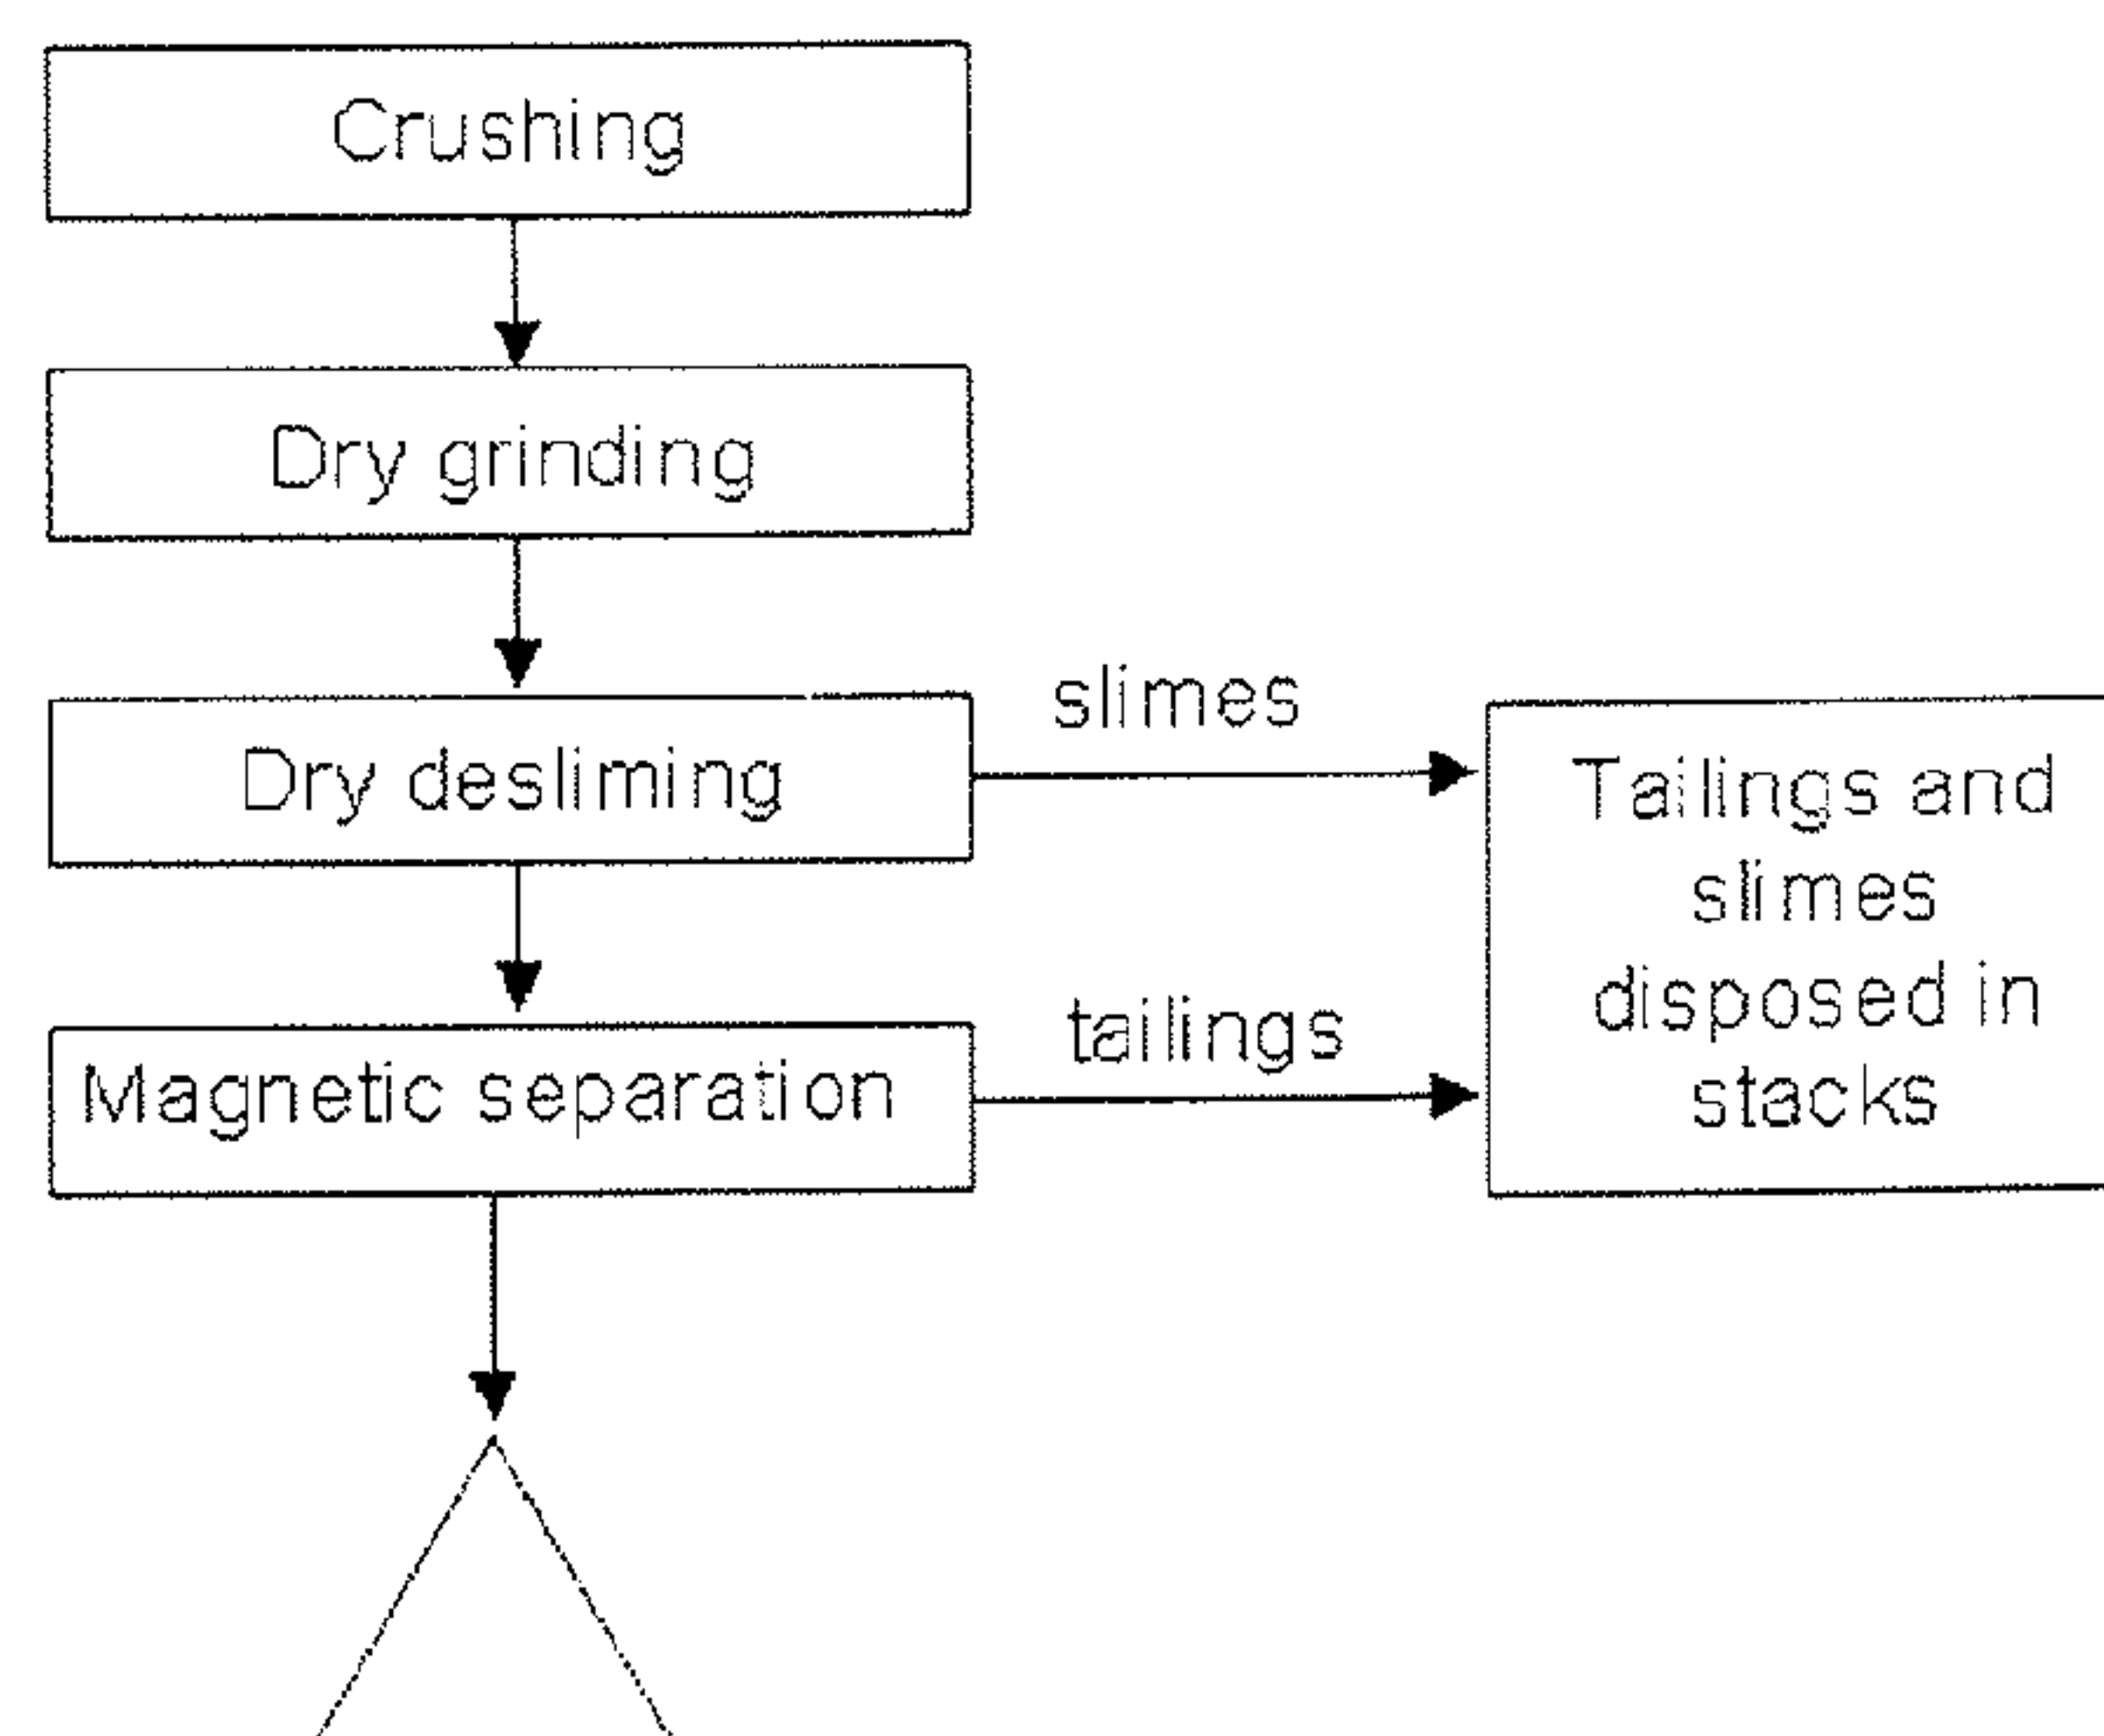 Crushing
Dry grinding
Dry desliming
slimes
Magnetic separation
tailings
Tailings and
slimes
disposed in
stacks